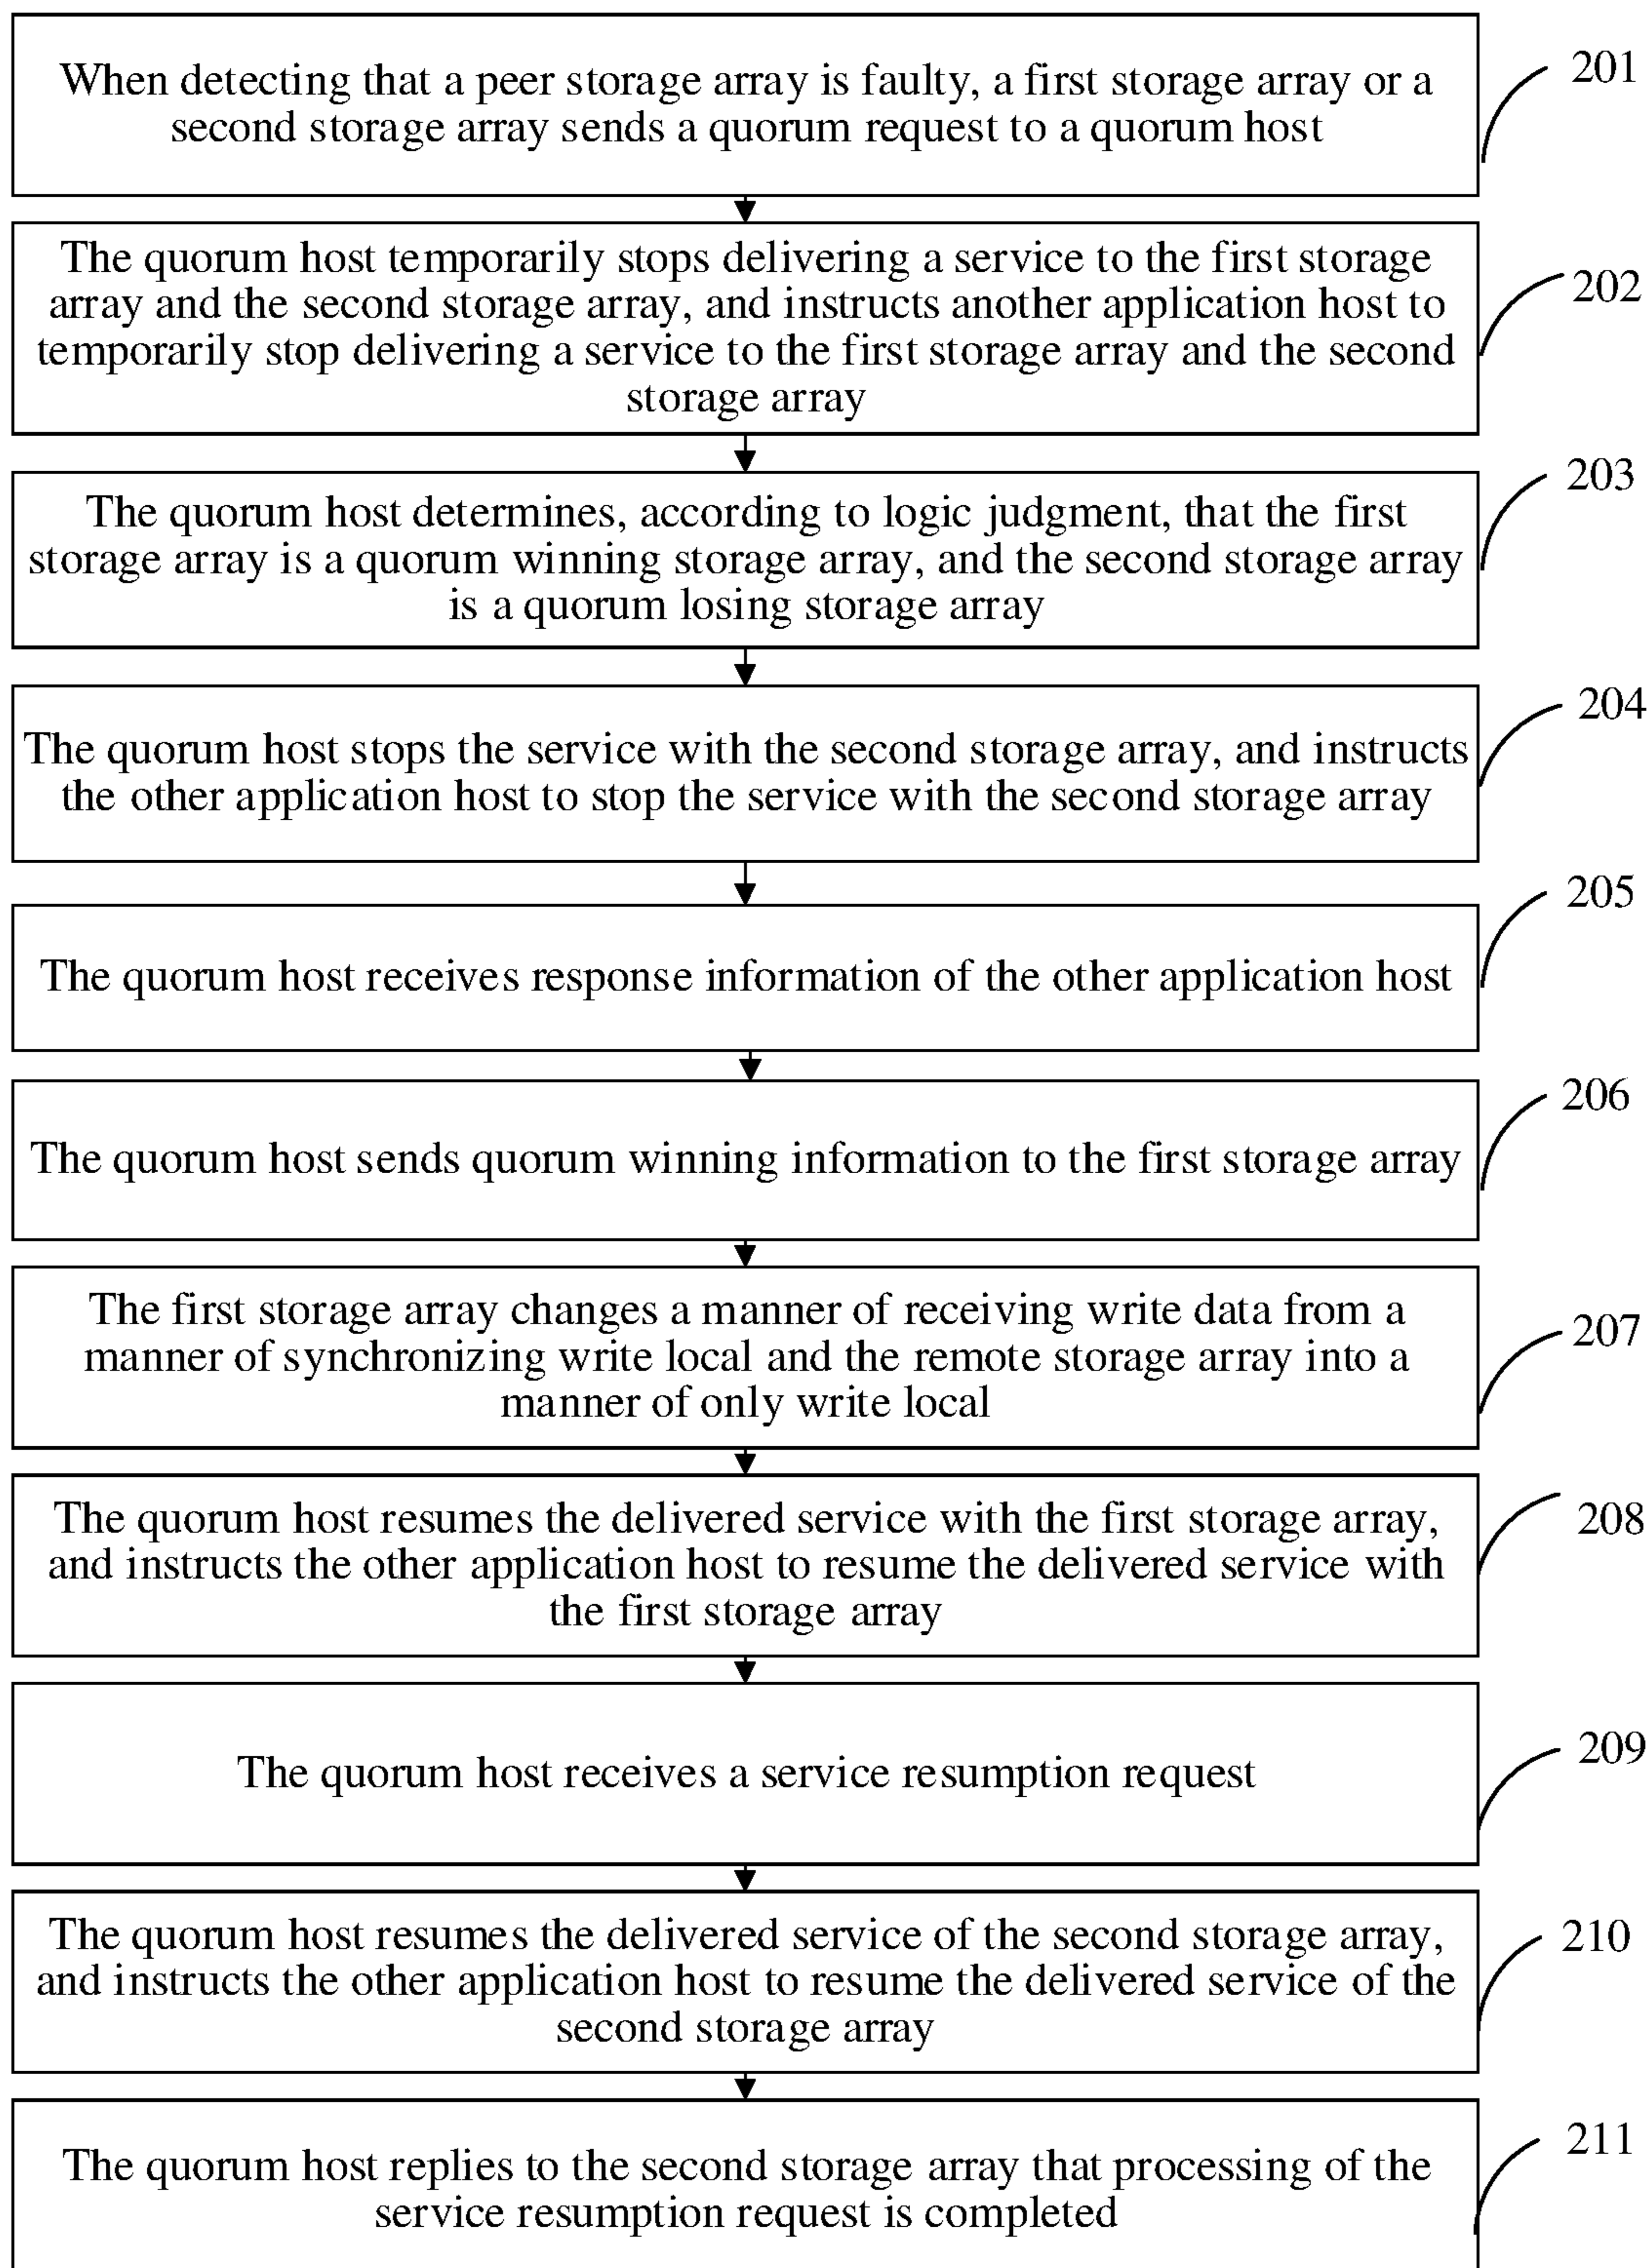 When detecting that a peer storage array is faulty, a first storage array or a
second storage array sends a quorum request to a quorum host
201
The quorum host temporarily stops delivering a service to the first storage
array and the second storage array, and instructs another application host to
temporarily stop delivering a service to the first storage array and the second
storage array
202
The quorum host determines, according to logic judgment, that the first
storage array is a quorum winning storage array, and the second storage array
is a quorum losing storage array
203
The quorum host stops the service with the second storage array, and instructs
the other application host to stop the service with the second storage array
204
The quorum host receives response information of the other application host
205
The quorum host sends quorum winning information to the first storage array
206
The first storage array changes a manner of receiving write data from a
manner of synchronizing write local and the remote storage array into a
manner of only write local
207
The quorum host resumes the delivered service with the first storage array,
and instructs the other application host to resume the delivered service with
the first storage array
208
The quorum host receives a service resumption request
209
The quorum host resumes the delivered service of the second storage array,
and instructs the other application host to resume the delivered service of the
second storage array
210
The quorum host replies to the second storage array that processing of the
service resumption request is completed
211